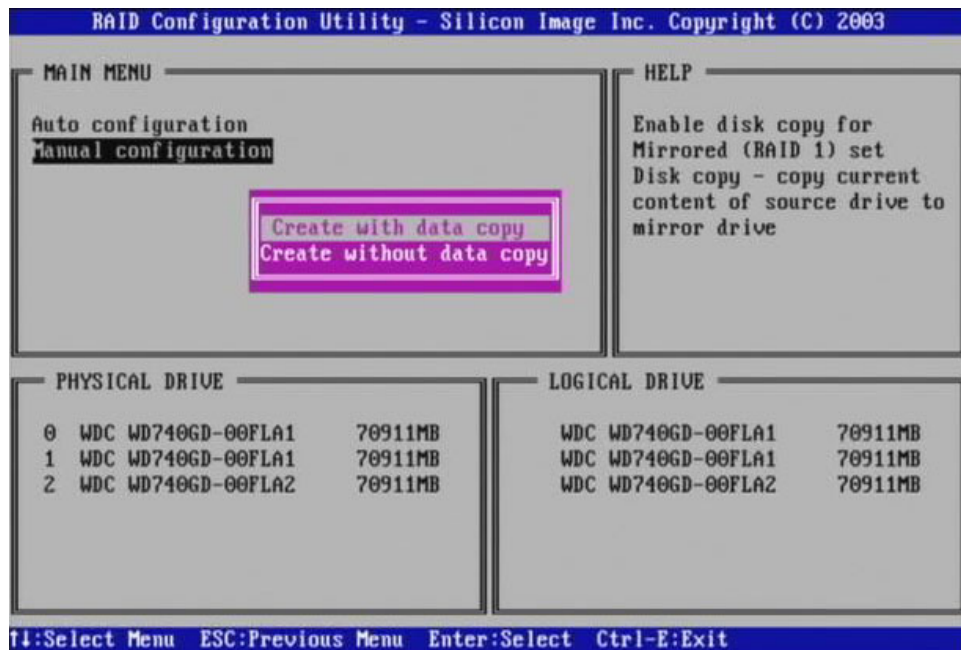 RAID Configuration Utility - Silicon Image Inc. Copyright (C) 2003
MAIN MENU
Auto configuration
Manual configuration
Create with data copy
Create without data copy
HELP
Enable disk copy for
Mirrored (RAID 1) set
Disk copy - copy current
content of source drive to
mirror drive
PHYSICAL DRIVE
0 WDC WD740GD-00FLA1 70911MB
1 WDC WD740GD-00FLA1 70911MB
2 WDC WD740GD-00FLA2 70911MB
LOGICAL DRIVE
WDC WD740GD-00FLA1 70911MB
WDC WD740GD-00FLA1 70911MB
WDC WD740GD-00FLA2 70911MB
↑↓:Select Menu ESC:Previous Menu Enter:Select Ctrl-E:Exit